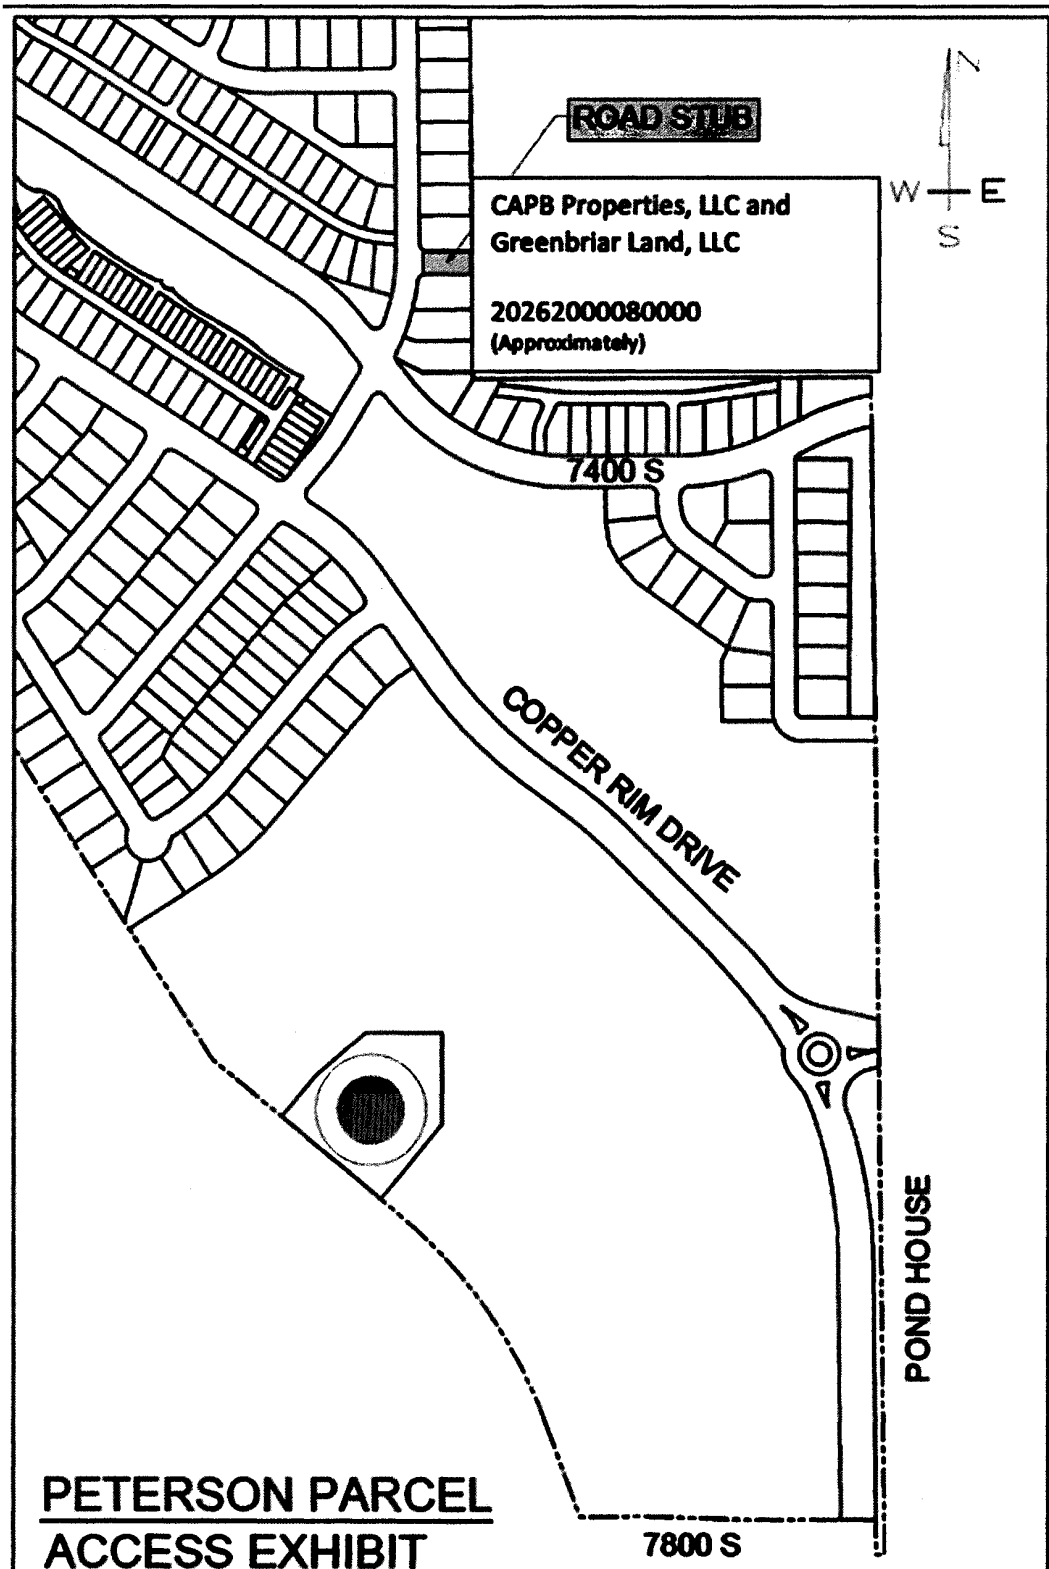 N
ROAD STUB
W E
S
CAPB Properties, LLC and
Greenbriar Land, LLC
20262000080000
(Approximately)
7400 S
COPPER RIM DRIVE
POND HOUSE
7800 S
PETERSON PARCEL
ACCESS EXHIBIT